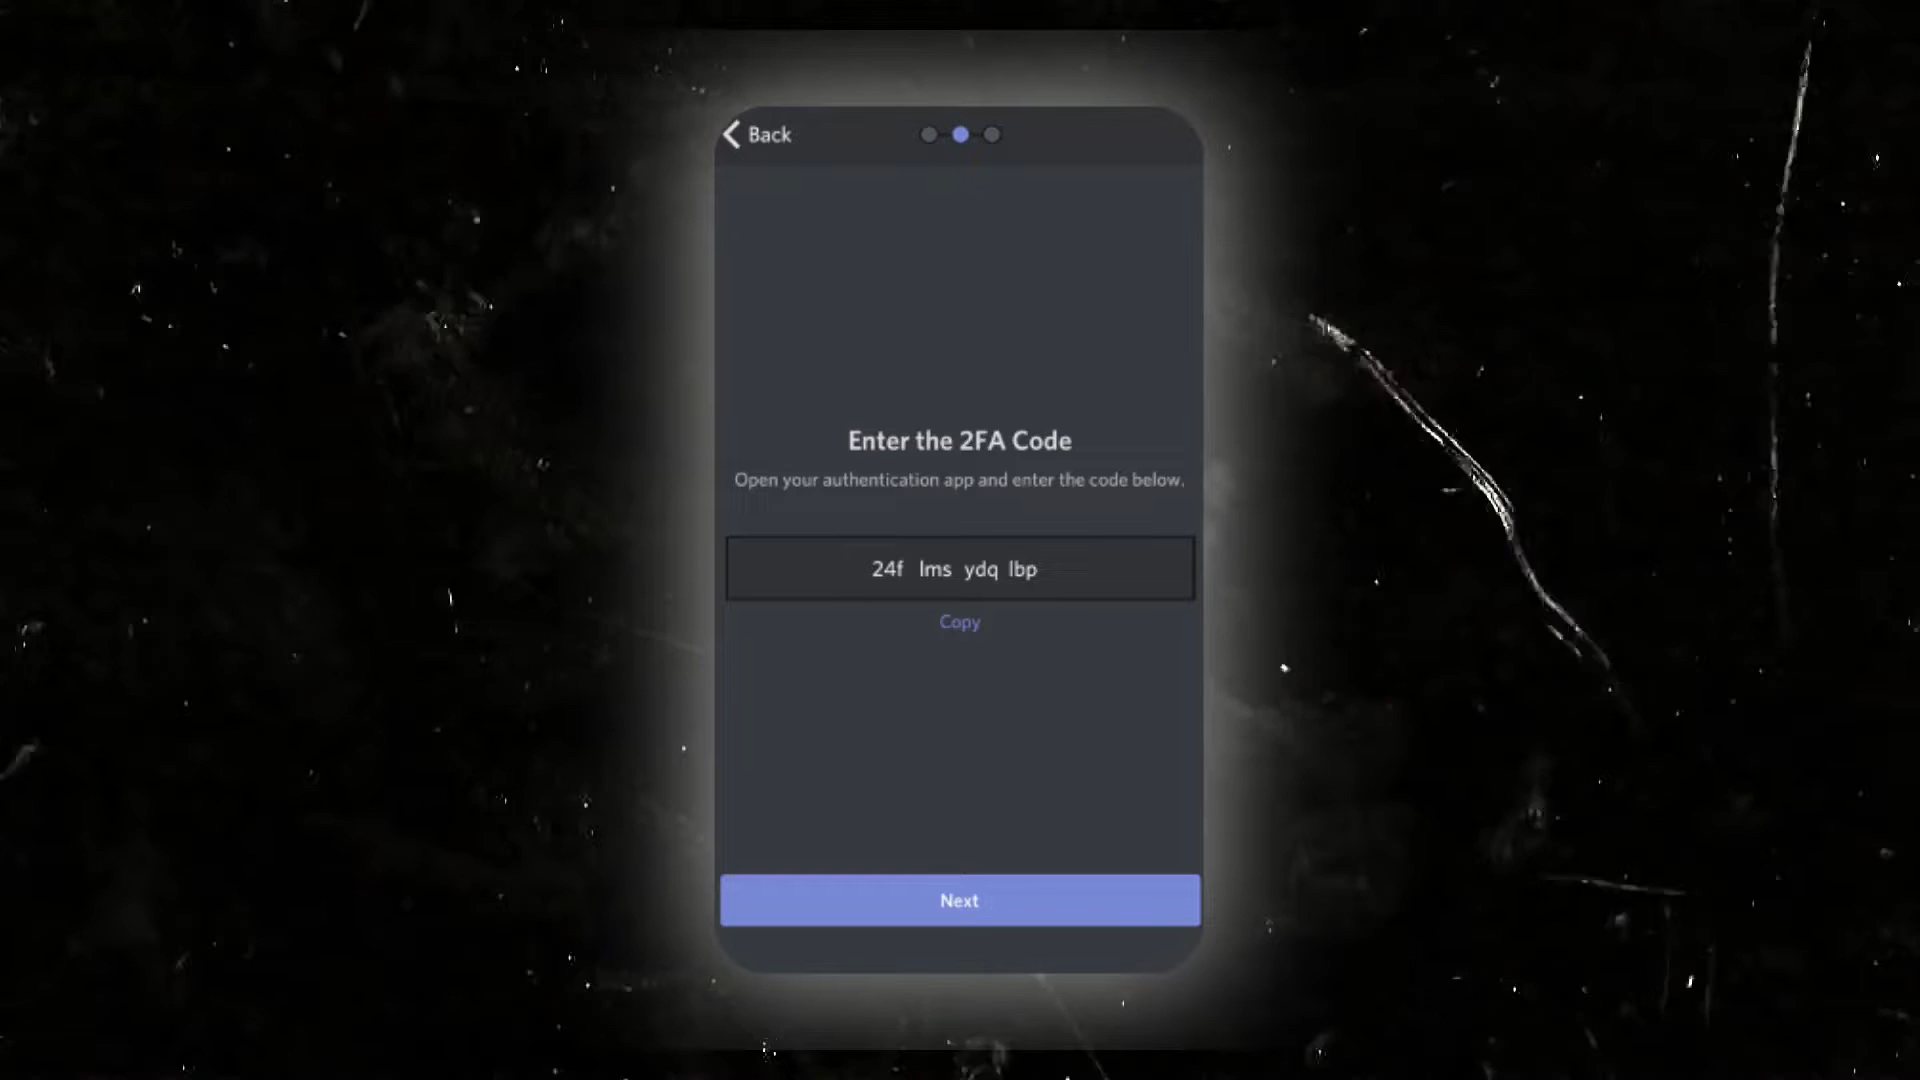 Back
Enter the 2FA Code
Open your authentication app and enter the code below.
24f lms ydq lbp
Copy
Next